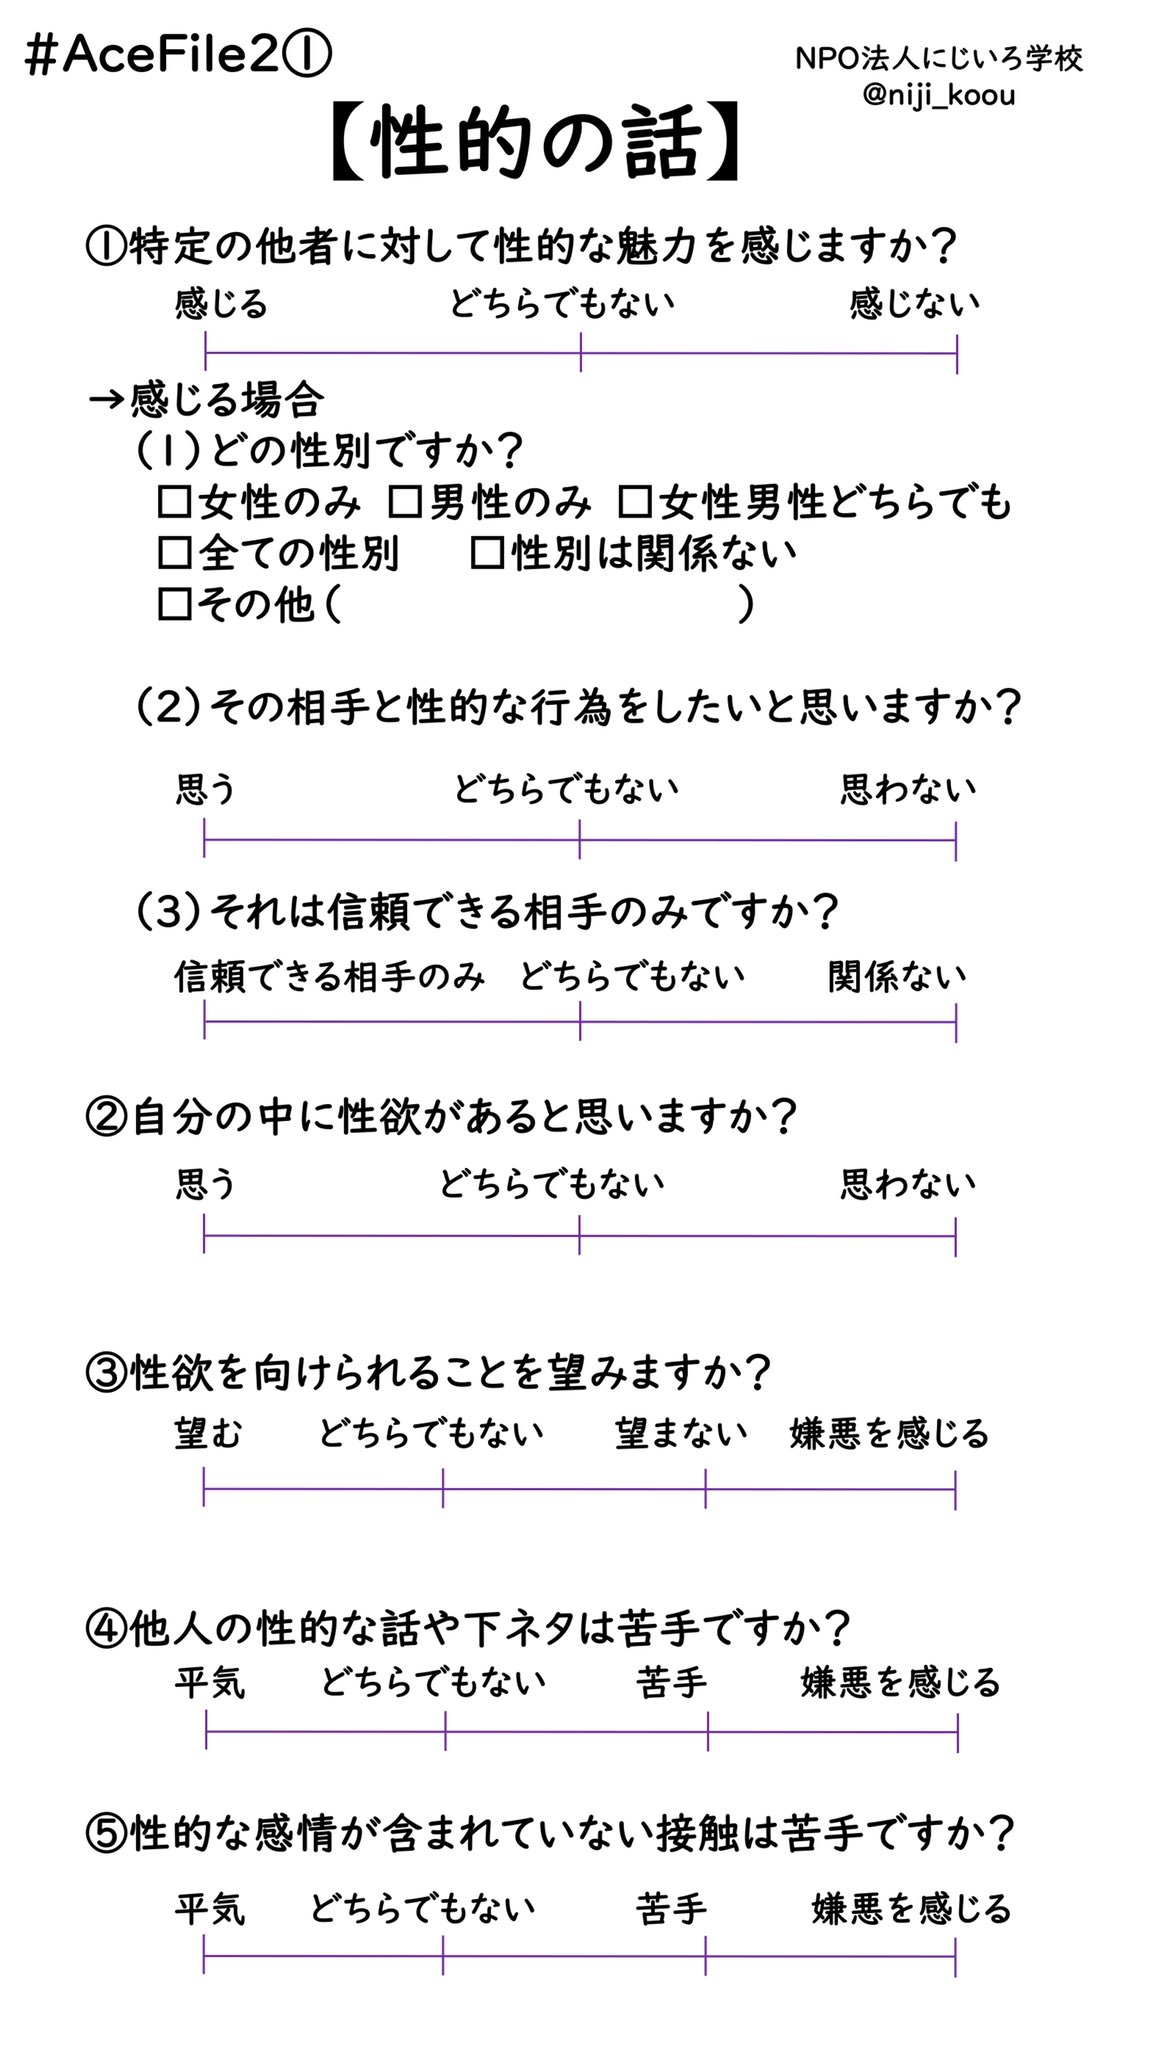 #AceFile2①
NPO法人にじいろ学校
@niji_koou
【性的の話】
①特定の他者に対して性的な魅力を感じますか？
感じる どちらでもない 感じない
→感じる場合
(1)どの性別ですか？
□女性のみ □男性のみ □女性男性どちらでも
□全ての性別 □性別は関係ない
□その他( )
(2)その相手と性的な行為をしたいと思いますか？
思う どちらでもない 思わない
(3)それは信頼できる相手のみですか？
信頼できる相手のみ どちらでもない 関係ない
②自分の中に性欲があると思いますか？
思う どちらでもない 思わない
③性欲を向けられることを望みますか？
望む どちらでもない 望まない 嫌悪を感じる
④他人の性的な話や下ネタは苦手ですか？
平気 どちらでもない 苦手 嫌悪を感じる
⑤性的な感情が含まれていない接触は苦手ですか？
平気 どちらでもない 苦手 嫌悪を感じる